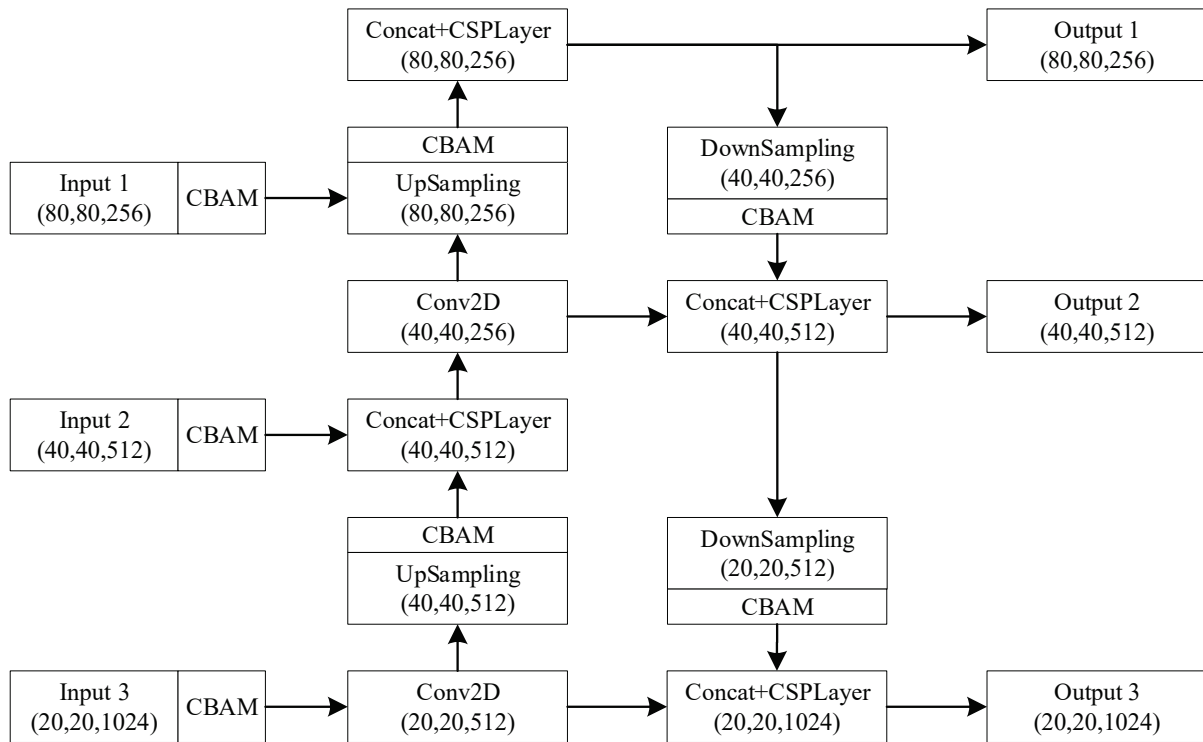 Concat+CSPLayer
(80,80,256)
Output 1
(80,80,256)
CBAM
UpSampling
(80,80,256)
DownSampling
(40,40,256)
CBAM
Input 1
(80,80,256)
CBAM
Conv2D
(40,40,256)
Concat+CSPLayer
(40,40,512)
Output 2
(40,40,512)
Input 2
(40,40,512)
CBAM
Concat+CSPLayer
(40,40,512)
CBAM
UpSampling
(40,40,512)
DownSampling
(20,20,512)
CBAM
Input 3
(20,20,1024)
CBAM
Conv2D
(20,20,512)
Concat+CSPLayer
(20,20,1024)
Output 3
(20,20,1024)